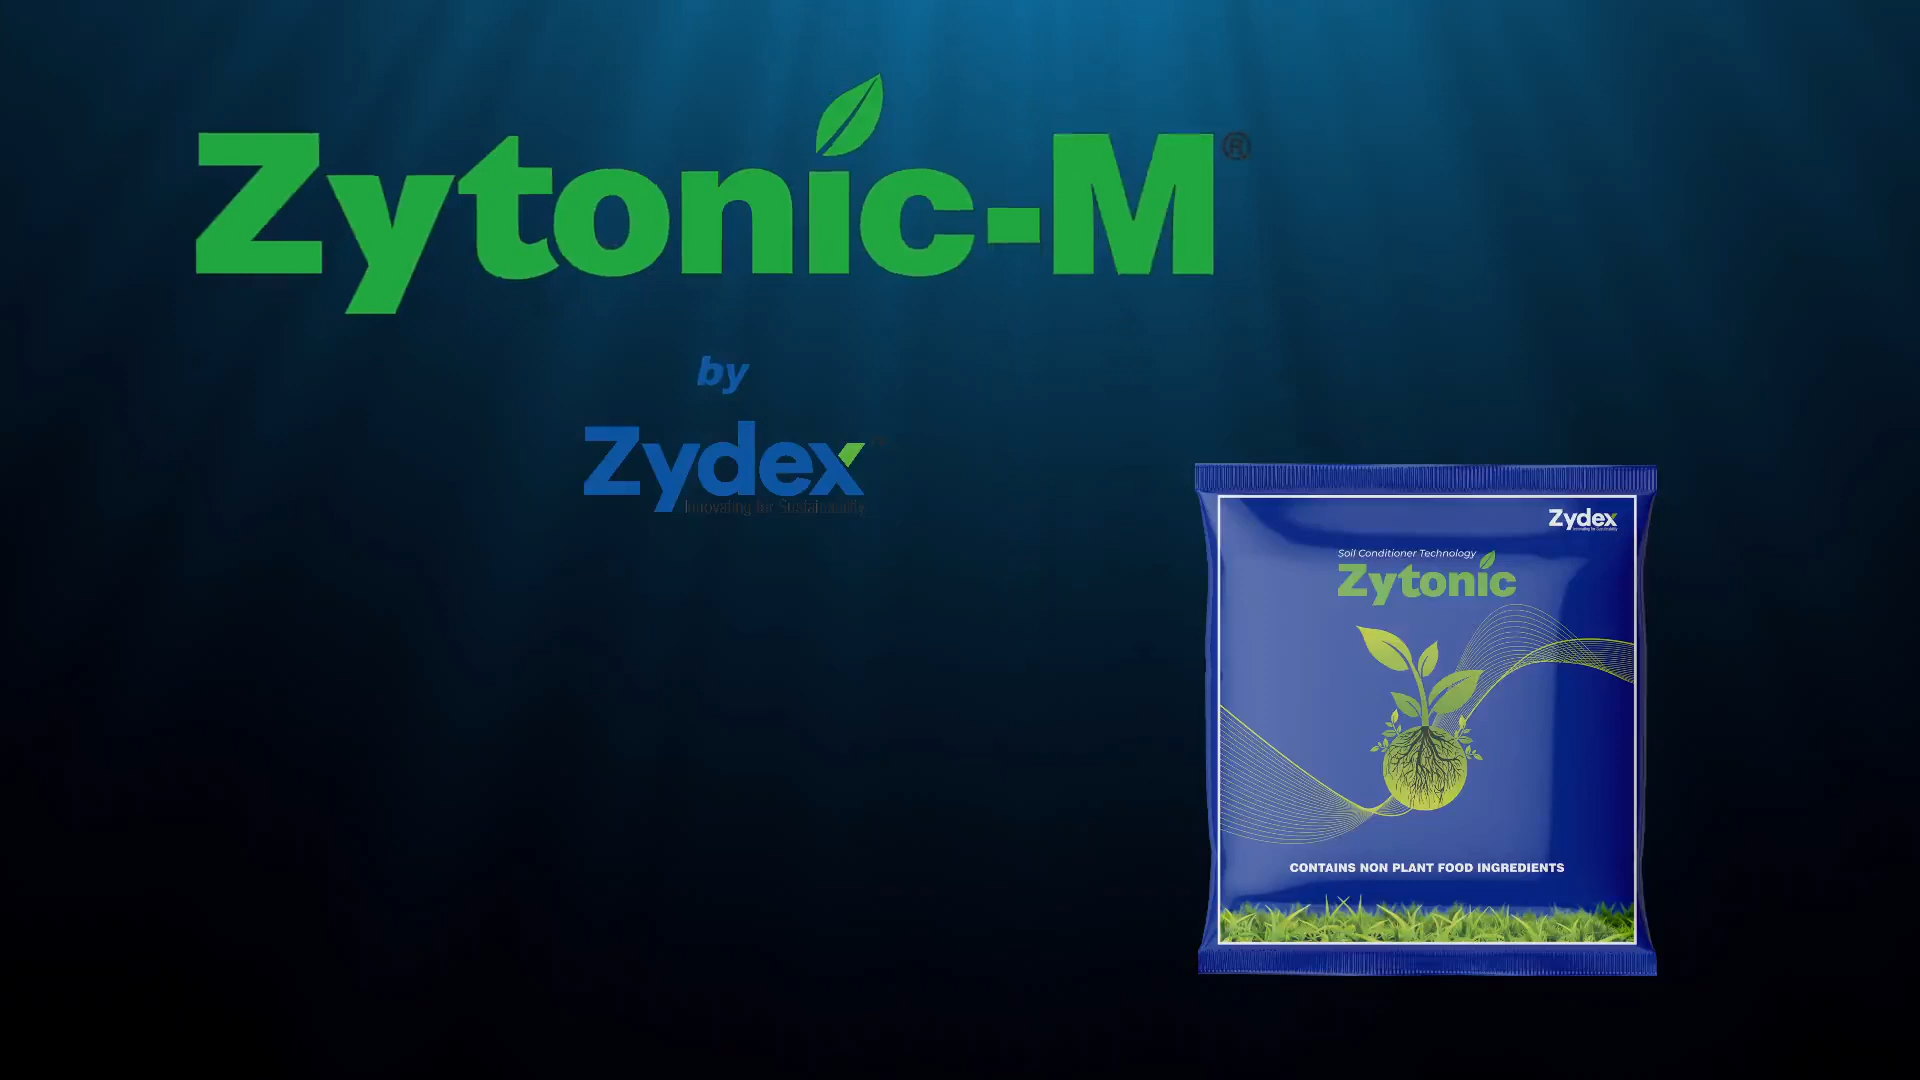 Zytonic-M®
by
Zydex
Innovating for Sustainability
Zydex
Soil Conditioner Technology
Zytonic
CONTAINS NON PLANT FOOD INGREDIENTS